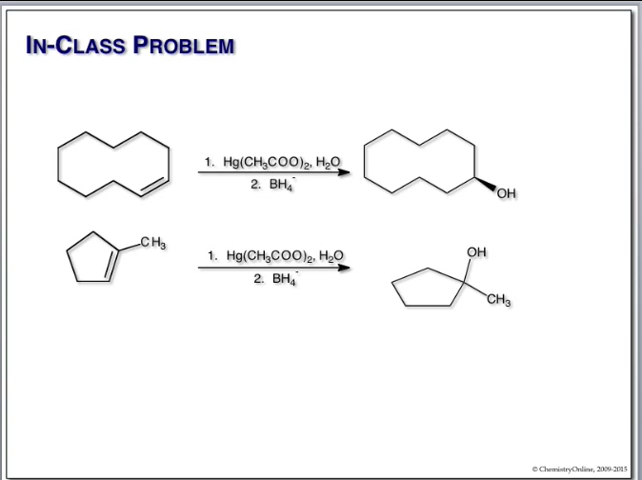 IN-CLASS PROBLEM
1. Hg(CH₃COO)₂, H₂O
2. BH₄⁻
OH
CH₃
1. Hg(CH₃COO)₂, H₂O
2. BH₄⁻
OH
CH₃
© ChemistryOnline, 2009-2015